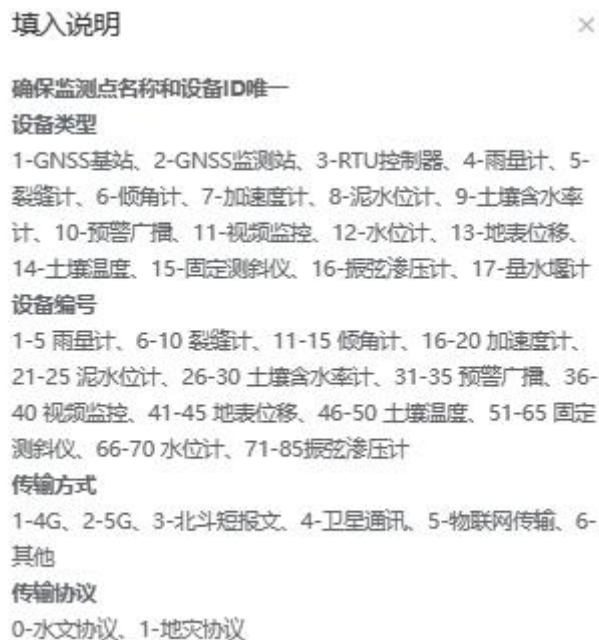 填入说明
确保监测点名称和设备ID唯一
设备类型
1-GNSS基站、2-GNSS监测站、3-RTU控制器、4-雨量计、5-
裂缝计、6-倾角计、7-加速度计、8-泥水位计、9-土壤含水率
计、10-预警广播、11-视频监控、12-水位计、13-地表位移、
14-土壤温度、15-固定测斜仪、16-振弦渗压计、17-量水堰计
设备编号
1-5 雨量计、6-10 裂缝计、11-15 倾角计、16-20 加速度计、
21-25 泥水位计、26-30 土壤含水率计、31-35 预警广播、36-
40 视频监控、41-45 地表位移、46-50 土壤温度、51-65 固定
测斜仪、66-70 水位计、71-85振弦渗压计
传输方式
1-4G、2-5G、3-北斗短报文、4-卫星通讯、5-物联网传输、6-
其他
传输协议
0-水文协议、1-地灾协议